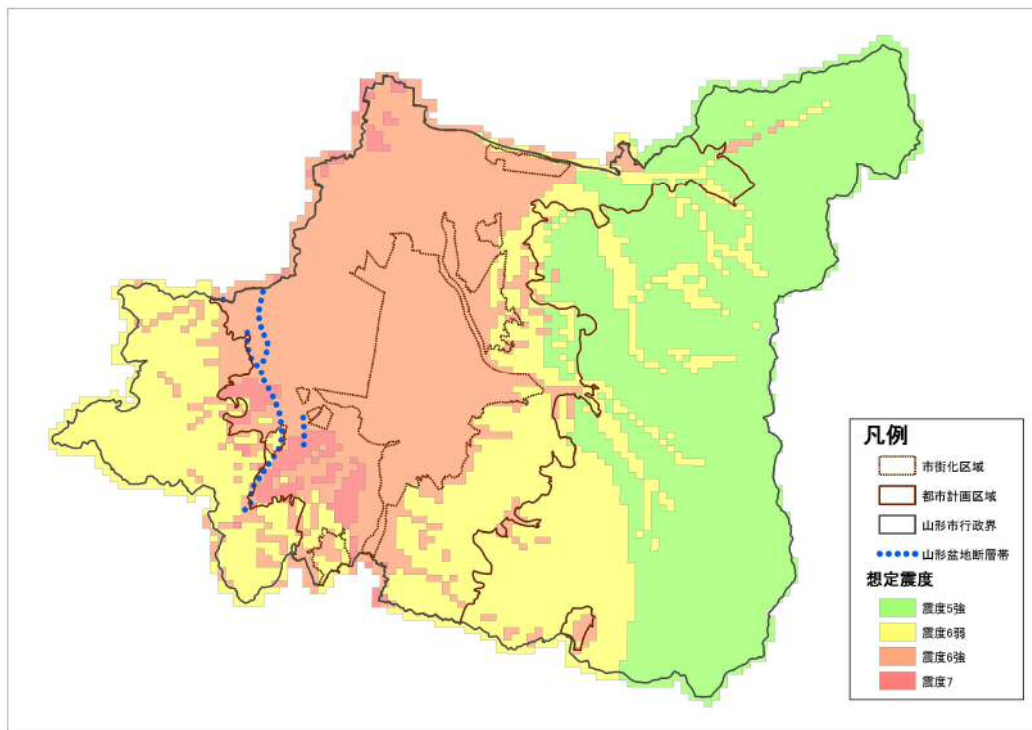 凡例
市街化区域
都市計画区域
山形市行政界
山形盆地断層帯
想定震度
震度5強
震度6弱
震度6強
震度7